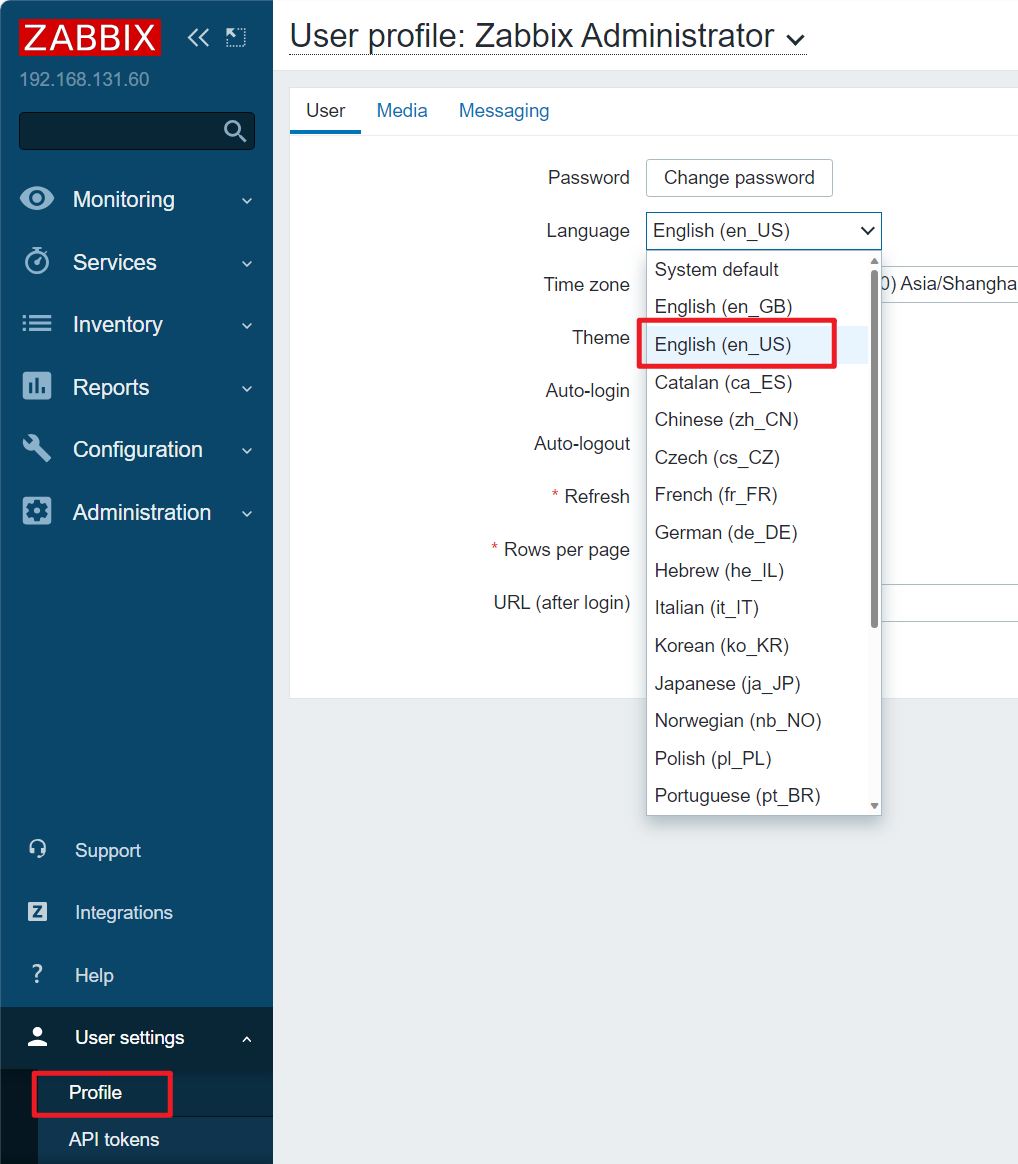 ZABBIX
192.168.131.60
Monitoring
Services
Inventory
Reports
Configuration
Administration
Support
Integrations
Help
User settings
Profile
API tokens
User profile: Zabbix Administrator
User Media Messaging
Password Change password
Language English (en_US)
Time zone 0) Asia/Shangha
Theme
Auto-login
Auto-logout
* Refresh
* Rows per page
URL (after login)
System default
English (en_GB)
English (en_US)
Catalan (ca_ES)
Chinese (zh_CN)
Czech (cs_CZ)
French (fr_FR)
German (de_DE)
Hebrew (he_IL)
Italian (it_IT)
Korean (ko_KR)
Japanese (ja_JP)
Norwegian (nb_NO)
Polish (pl_PL)
Portuguese (pt_BR)